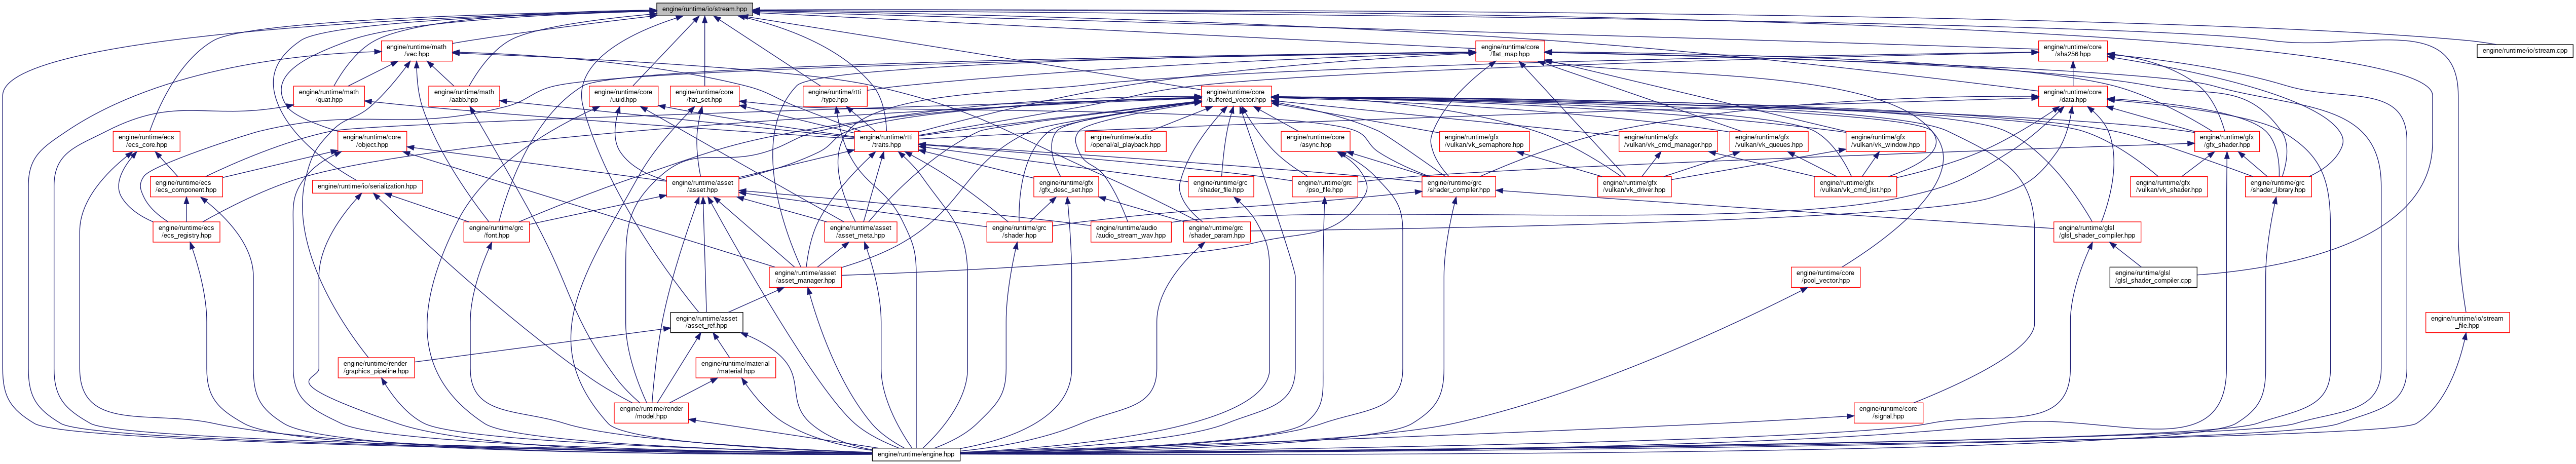 engine/runtime/io/stream.hpp
engine/runtime/math
/vec.hpp
engine/runtime/core
/flat_map.hpp
engine/runtime/core
/sha256.hpp
engine/runtime/io/stream.cpp
engine/runtime/math
/quat.hpp
engine/runtime/math
/aabb.hpp
engine/runtime/core
/uuid.hpp
engine/runtime/core
/flat_set.hpp
engine/runtime/rtti
/type.hpp
engine/runtime/core
/buffered_vector.hpp
engine/runtime/core
/data.hpp
engine/runtime/ecs
/ecs_core.hpp
engine/runtime/core
/object.hpp
engine/runtime/rtti
/traits.hpp
engine/runtime/audio
/openal/al_playback.hpp
engine/runtime/core
/async.hpp
engine/runtime/gfx
/vulkan/vk_semaphore.hpp
engine/runtime/gfx
/vulkan/vk_cmd_manager.hpp
engine/runtime/gfx
/vulkan/vk_queues.hpp
engine/runtime/gfx
/vulkan/vk_window.hpp
engine/runtime/gfx
/gfx_shader.hpp
engine/runtime/ecs
/ecs_component.hpp
engine/runtime/io/serialization.hpp
engine/runtime/asset
/asset.hpp
engine/runtime/gfx
/gfx_desc_set.hpp
engine/runtime/grc
/shader_file.hpp
engine/runtime/grc
/pso_file.hpp
engine/runtime/grc
/shader_compiler.hpp
engine/runtime/gfx
/vulkan/vk_driver.hpp
engine/runtime/gfx
/vulkan/vk_cmd_list.hpp
engine/runtime/gfx
/vulkan/vk_shader.hpp
engine/runtime/grc
/shader_library.hpp
engine/runtime/ecs
/ecs_registry.hpp
engine/runtime/grc
/font.hpp
engine/runtime/asset
/asset_meta.hpp
engine/runtime/grc
/shader.hpp
engine/runtime/audio
/audio_stream_wav.hpp
engine/runtime/grc
/shader_param.hpp
engine/runtime/glsl
/glsl_shader_compiler.hpp
engine/runtime/asset
/asset_manager.hpp
engine/runtime/core
/pool_vector.hpp
engine/runtime/glsl
/glsl_shader_compiler.cpp
engine/runtime/asset
/asset_ref.hpp
engine/runtime/io/stream
_file.hpp
engine/runtime/render
/graphics_pipeline.hpp
engine/runtime/material
/material.hpp
engine/runtime/render
/model.hpp
engine/runtime/core
/signal.hpp
engine/runtime/engine.hpp